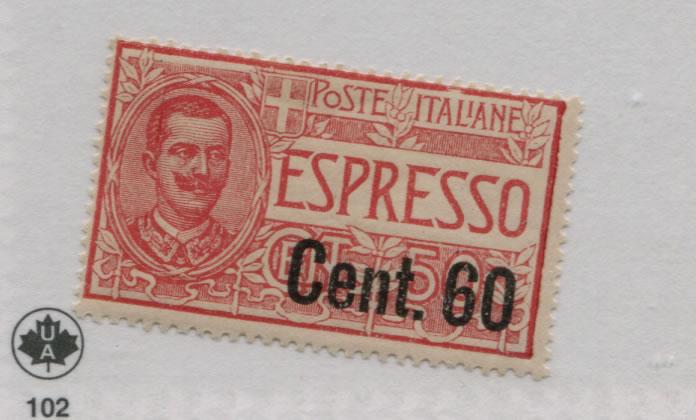 POSTE ITALIANE
ESPRESSO
Cent. 60
UA
102